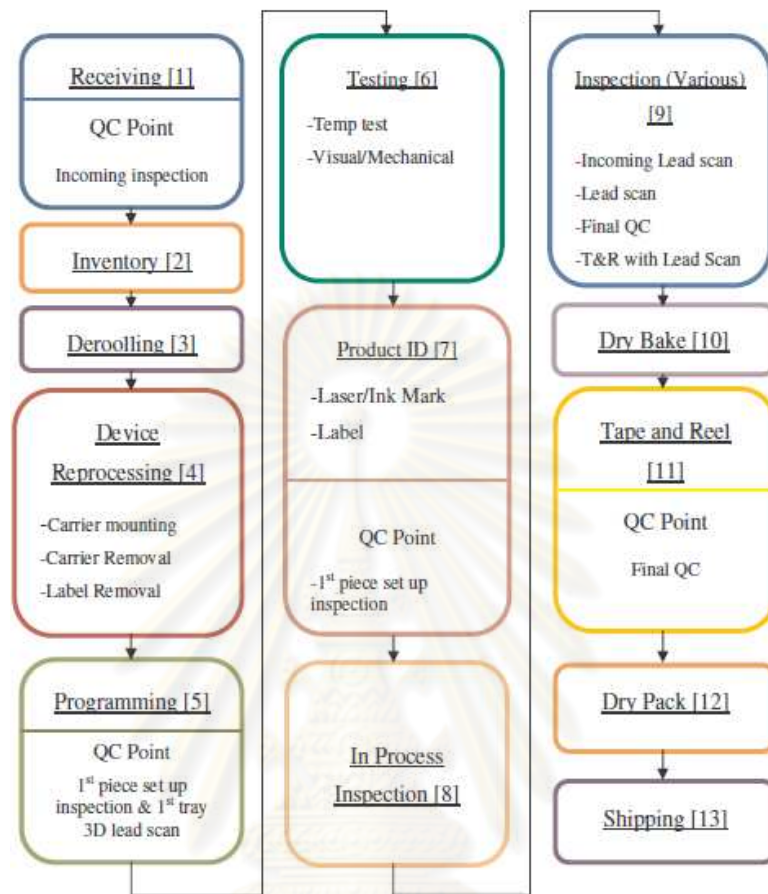 Receiving [1]
QC Point
Incoming inspection
Inventory [2]
Deroolling [3]
Device
Reprocessing [4]
-Carrier mounting
-Carrier Removal
-Label Removal
Programming [5]
QC Point
1st piece set up
inspection & 1st tray
3D lead scan
Testing [6]
-Temp test
-Visual/Mechanical
Product ID [7]
-Laser/Ink Mark
-Label
QC Point
-1st piece set up
inspection
In Process
Inspection [8]
Inspection (Various)
[9]
-Incoming Lead scan
-Lead scan
-Final QC
-T&R with Lead Scan
Dry Bake [10]
Tape and Reel
[11]
QC Point
Final QC
Dry Pack [12]
Shipping [13]